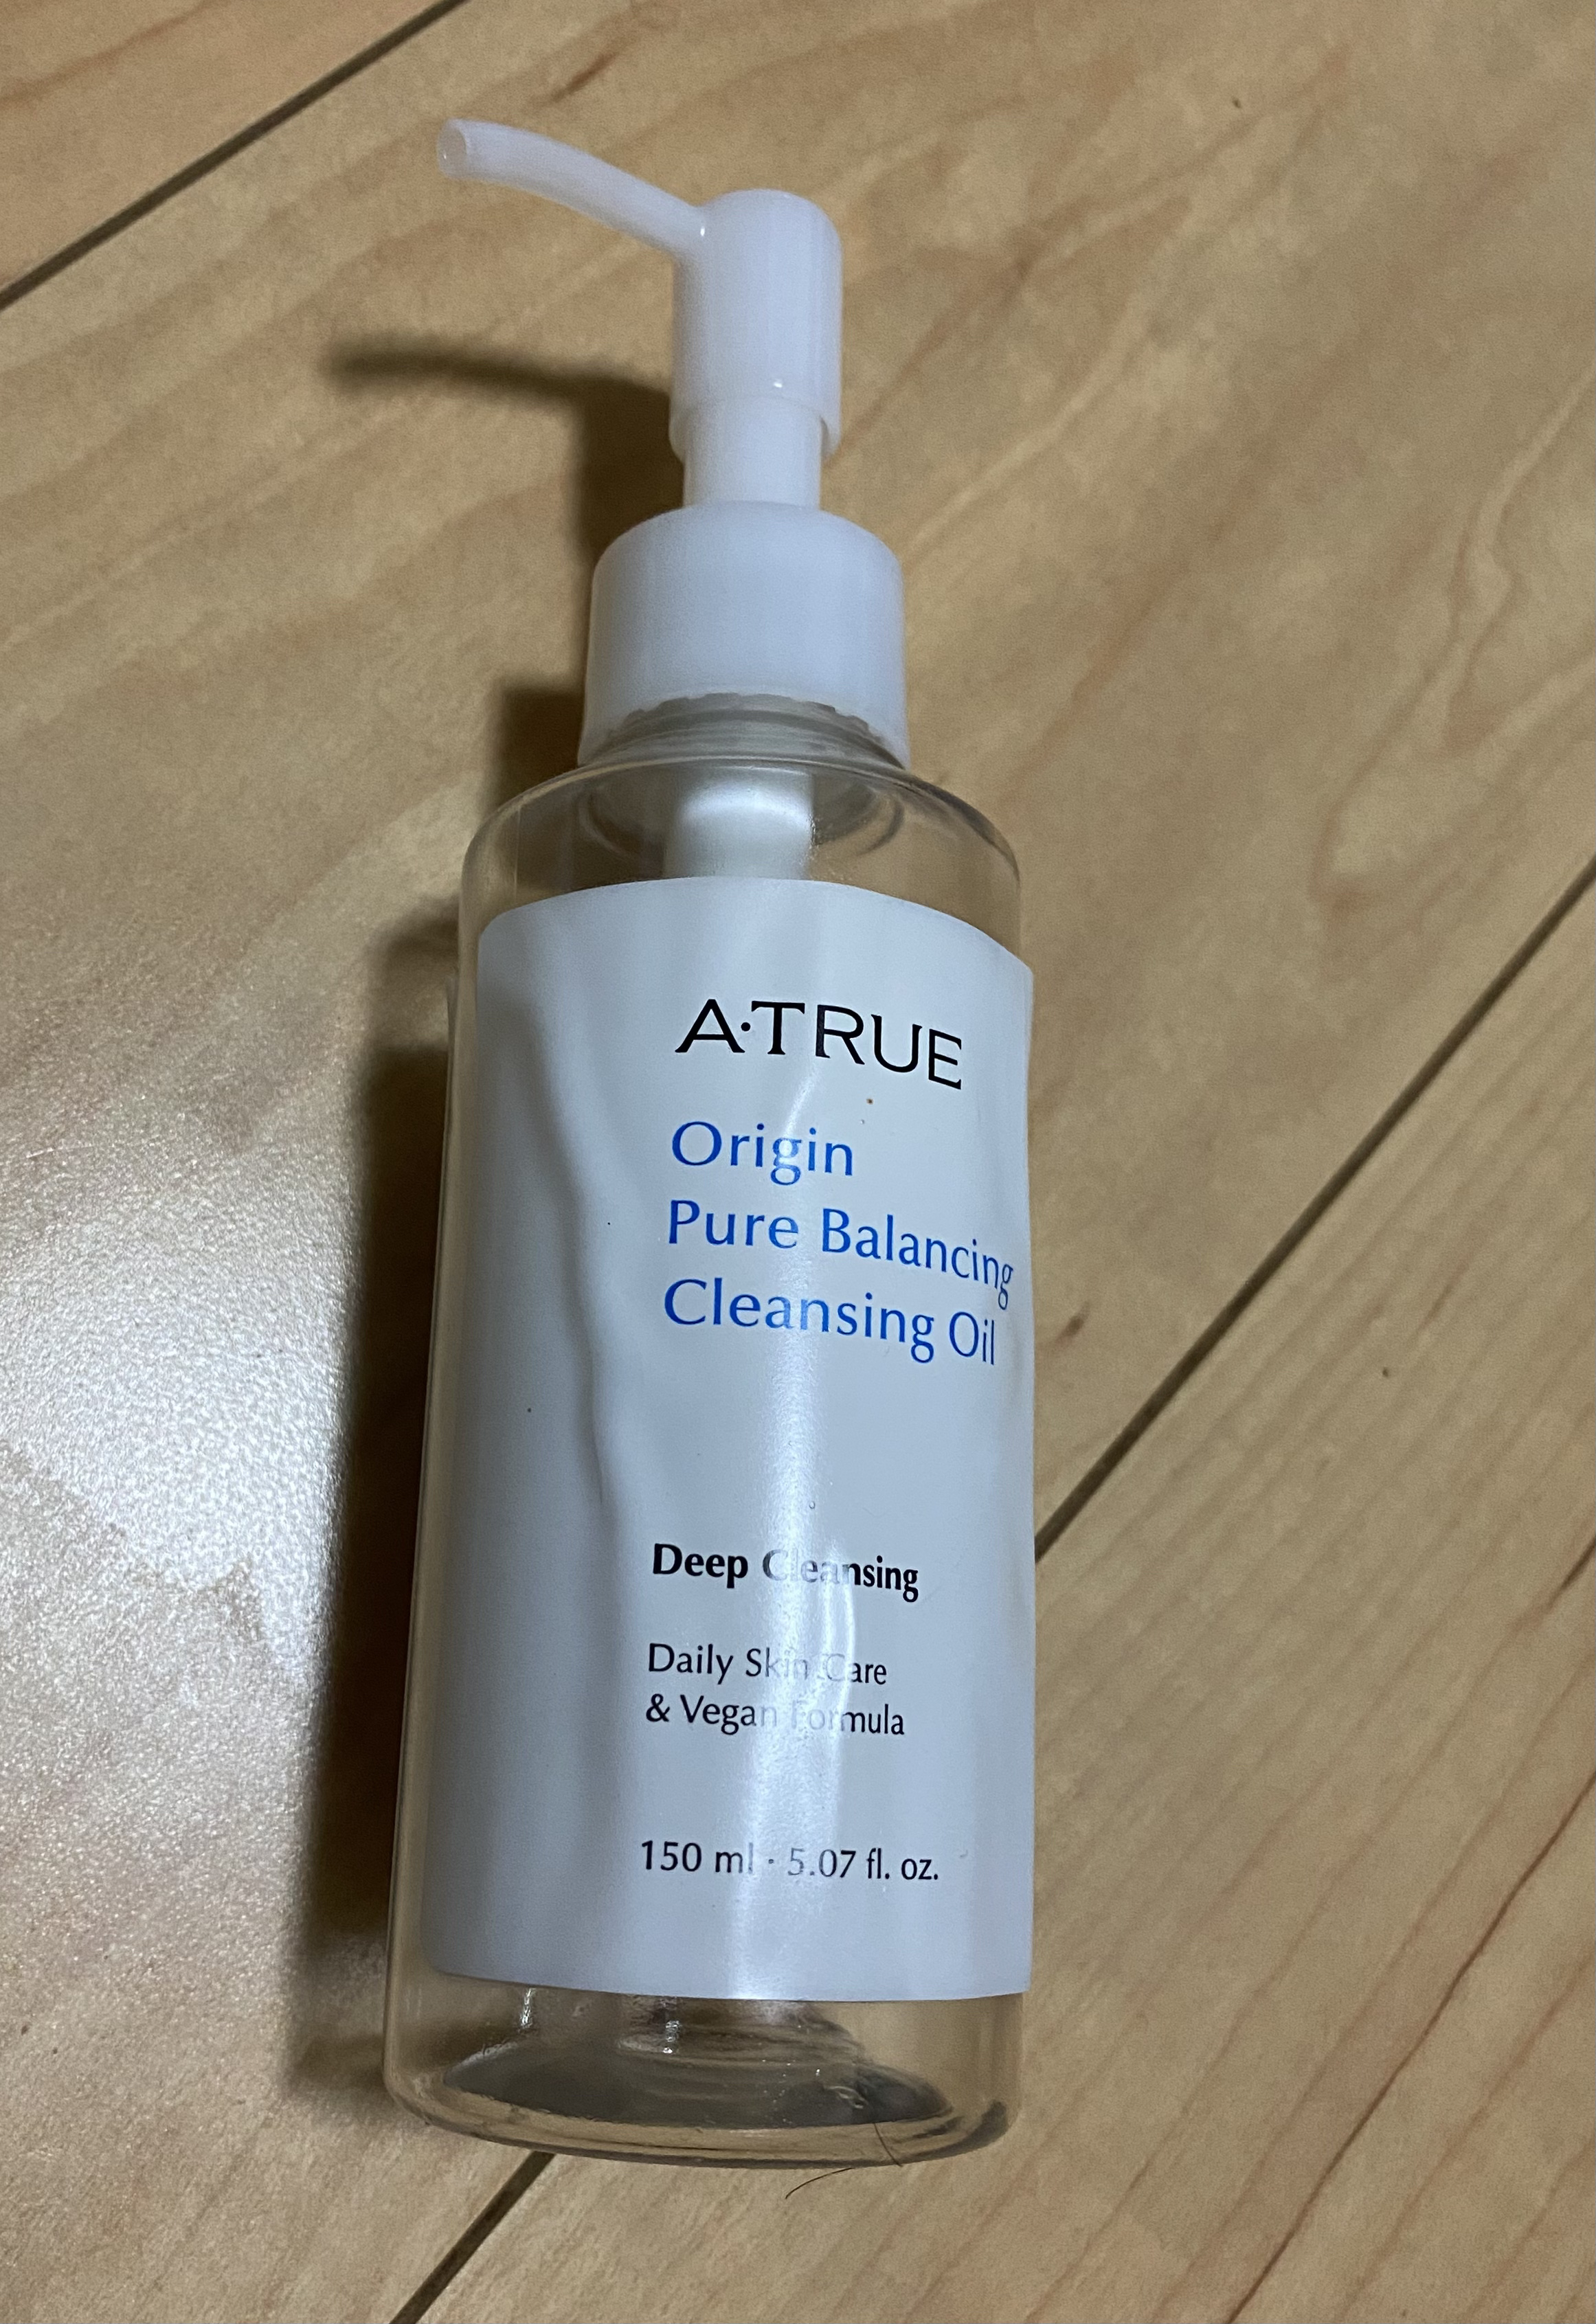 A·TRUE
Origin
Pure Balancing
Cleansing Oil
Deep Cleansing
Daily Skin Care
& Vegan Formula
150 ml · 5.07 fl. oz.